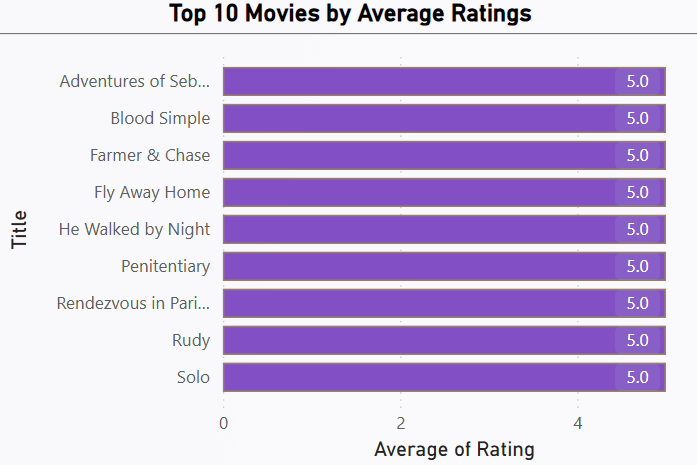 Top 10 Movies by Average Ratings
Title
Adventures of Seb... 5.0
Blood Simple 5.0
Farmer & Chase 5.0
Fly Away Home 5.0
He Walked by Night 5.0
Penitentiary 5.0
Rendezvous in Pari... 5.0
Rudy 5.0
Solo 5.0
0 2 4
Average of Rating